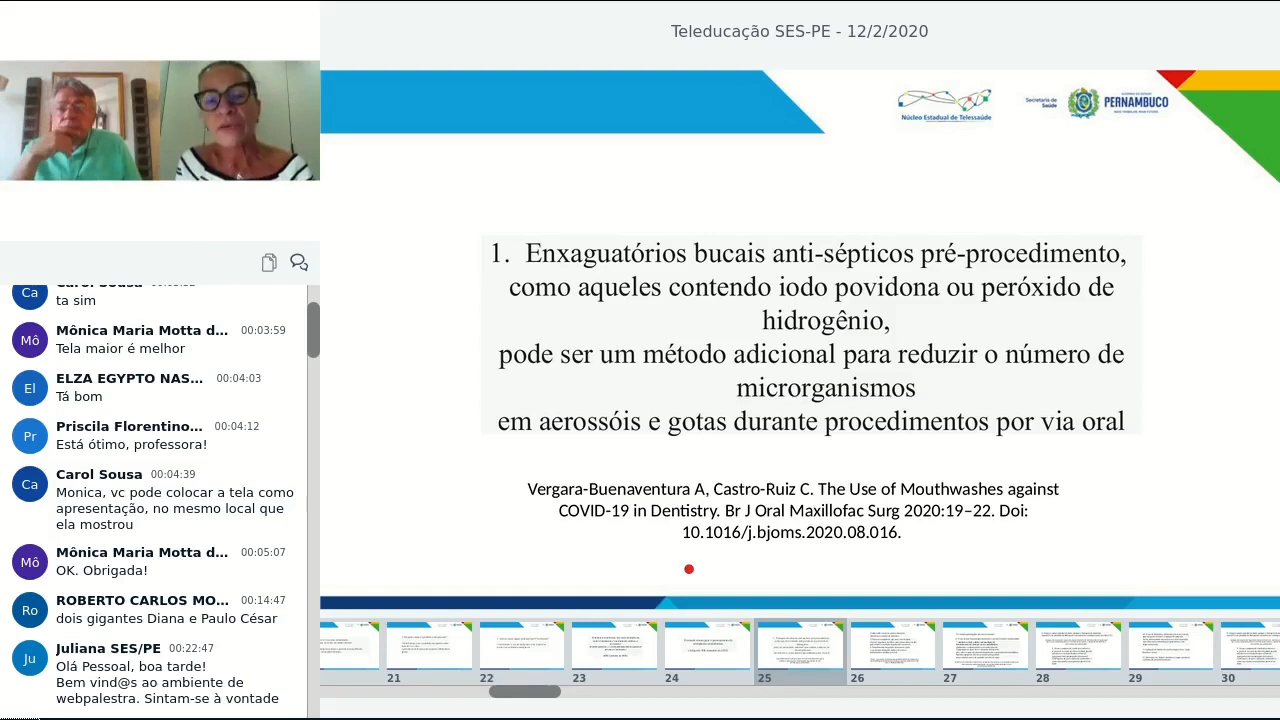 Teleducação SES-PE - 12/2/2020
Núcleo Estadual de Telessaúde
Secretaria de
Saúde
PERNAMBUCO
1. Enxaguatórios bucais anti-sépticos pré-procedimento,
como aqueles contendo iodo povidona ou peróxido de
hidrogênio,
pode ser um método adicional para reduzir o número de
microrganismos
em aerossóis e gotas durante procedimentos por via oral
Vergara-Buenaventura A, Castro-Ruiz C. The Use of Mouthwashes against
COVID-19 in Dentistry. Br J Oral Maxillofac Surg 2020:19–22. Doi:
10.1016/j.bjoms.2020.08.016.
Ca
Carol Sousa
ta sim
Mô
Mônica Maria Motta d... 00:03:59
Tela maior é melhor
El
ELZA EGYPTO NAS... 00:04:03
Tá bom
Pr
Priscila Florentino... 00:04:12
Está ótimo, professora!
Ca
Carol Sousa 00:04:39
Monica, vc pode colocar a tela como
apresentação, no mesmo local que
ela mostrou
Mô
Mônica Maria Motta d... 00:05:07
OK. Obrigada!
Ro
ROBERTO CARLOS MO... 00:14:47
dois gigantes Diana e Paulo César
Ju
Juliana SES/PE 00:15:47
Olá Pessoal, boa tarde!
Bem vind@s ao ambiente de
webpalestra. Sintam-se à vontade
21 22 23 24 25 26 27 28 29 30